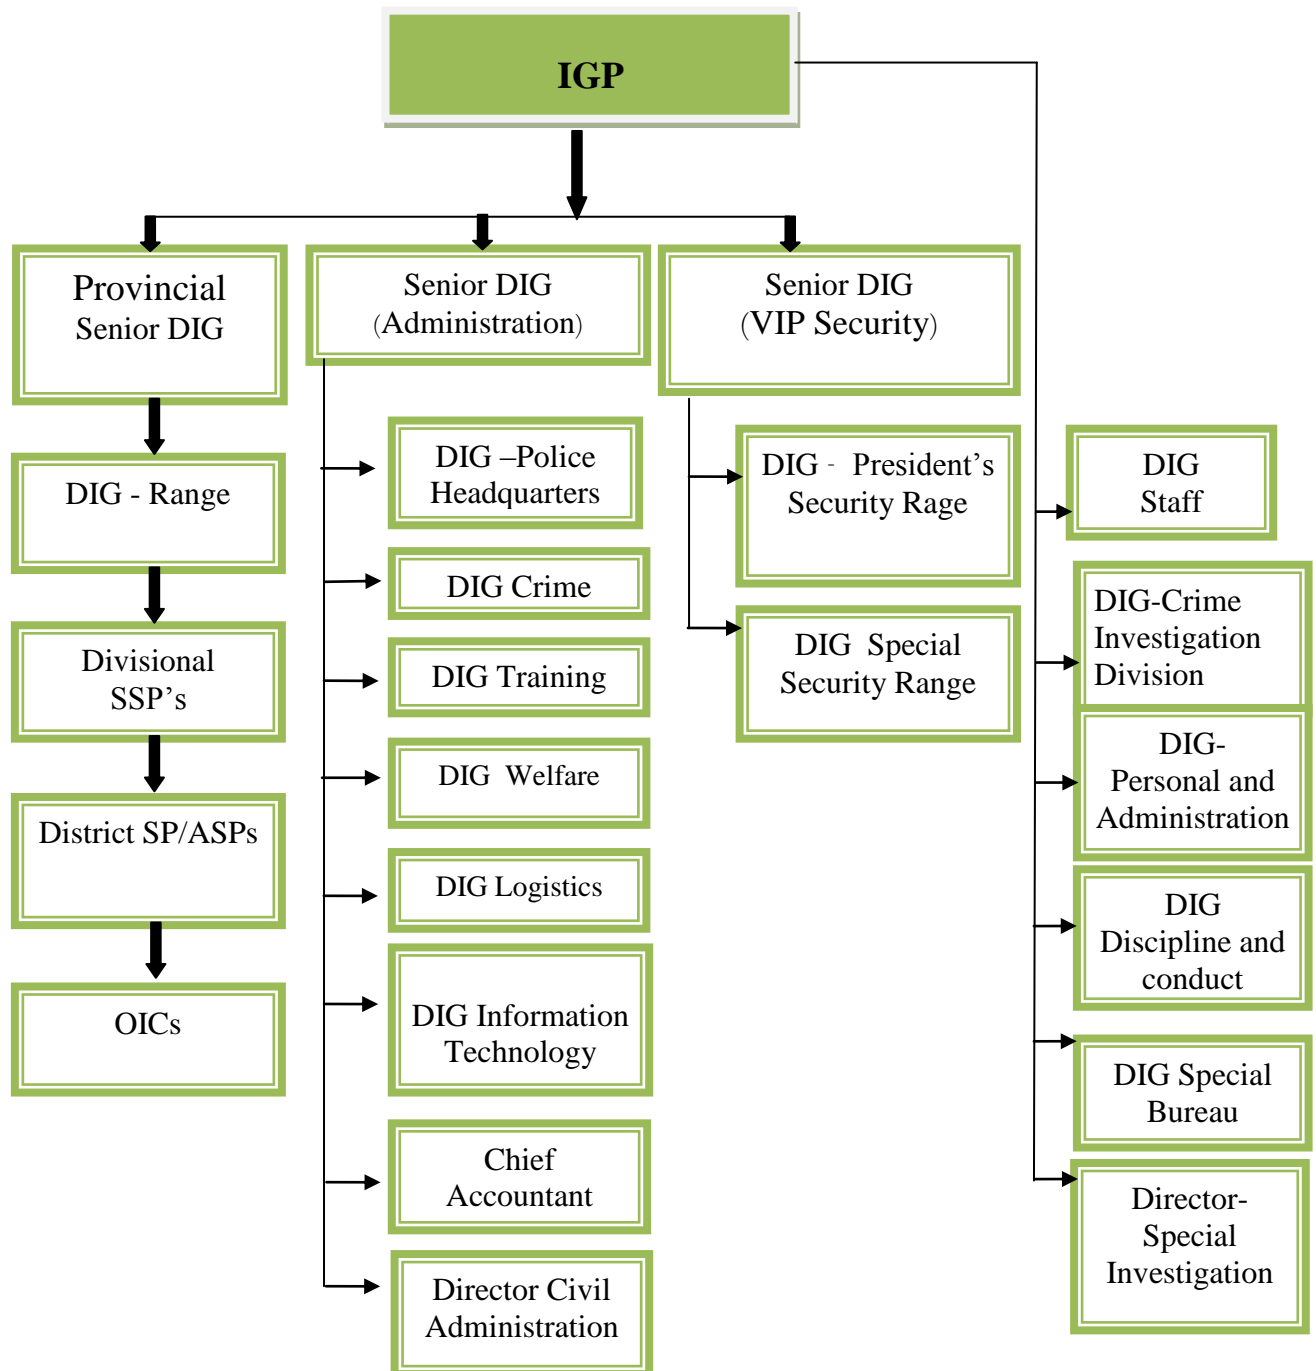 IGP
Provincial
Senior DIG
DIG - Range
Divisional
SSP’s
District SP/ASPs
OICs
Senior DIG
(Administration)
DIG –Police
Headquarters
DIG Crime
DIG Training
DIG Welfare
DIG Logistics
DIG Information
Technology
Chief
Accountant
Director Civil
Administration
Senior DIG
(VIP Security)
DIG - President’s
Security Rage
DIG Special
Security Range
DIG
Staff
DIG-Crime
Investigation
Division
DIG-
Personal and
Administration
DIG
Discipline and
conduct
DIG Special
Bureau
Director-
Special
Investigation